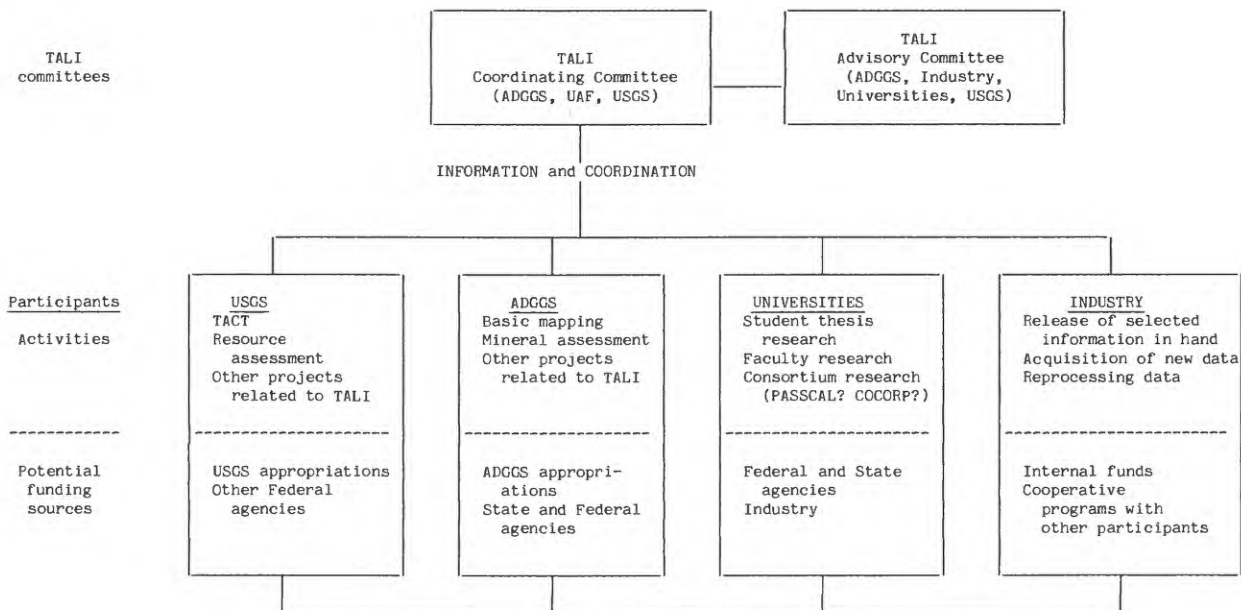 TALI
committees
TALI
Coordinating Committee
(ADGGS, UAF, USGS)
TALI
Advisory Committee
(ADGGS, Industry,
Universities, USGS)
INFORMATION and COORDINATION
Participants
Activities
USGS
TACT
Resource
assessment
Other projects
related to TALI
ADGGS
Basic mapping
Mineral assessment
Other projects
related to TALI
UNIVERSITIES
Student thesis
research
Faculty research
Consortium research
(PASSCAL? COCORP?)
INDUSTRY
Release of selected
information in hand
Acquisition of new data
Reprocessing data
Potential
funding
sources
USGS appropriations
Other Federal
agencies
ADGGS appropri-
ations
State and Federal
agencies
Federal and State
agencies
Industry
Internal funds
Cooperative
programs with
other participants